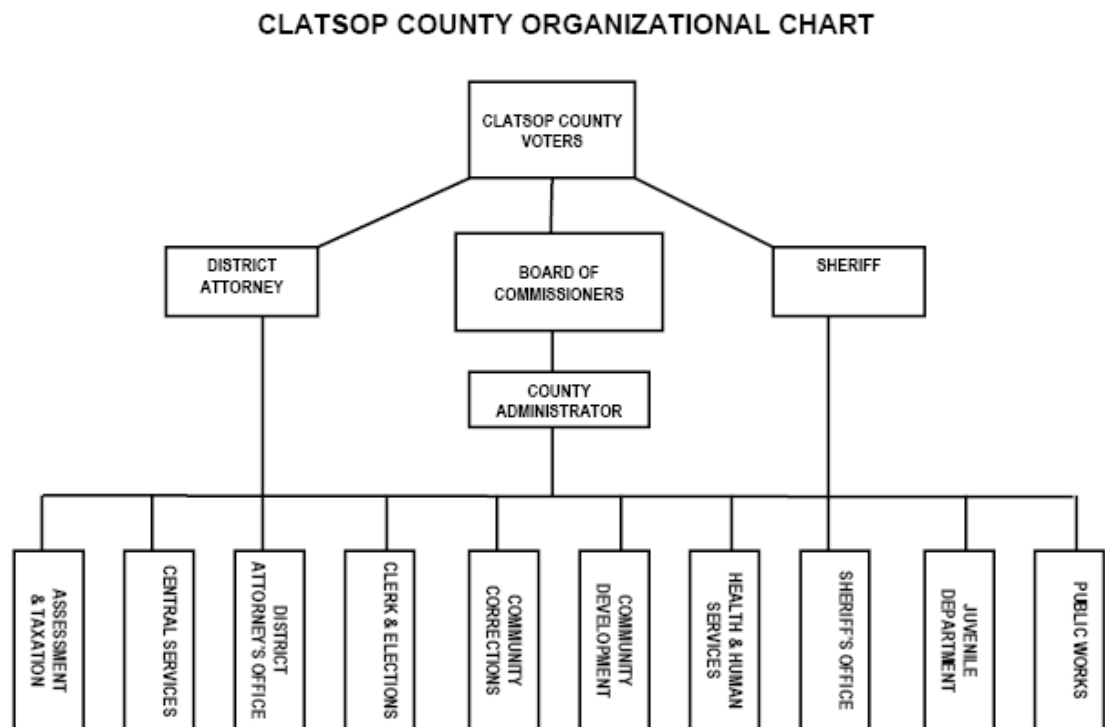 CLATSOP COUNTY ORGANIZATIONAL CHART
CLATSOP COUNTY
VOTERS
DISTRICT
ATTORNEY
BOARD OF
COMMISSIONERS
SHERIFF
COUNTY
ADMINISTRATOR
ASSESSMENT
& TAXATION
CENTRAL SERVICES
DISTRICT
ATTORNEY'S OFFICE
CLERK & ELECTIONS
COMMUNITY
CORRECTIONS
COMMUNITY
DEVELOPMENT
HEALTH & HUMAN
SERVICES
SHERIFF'S OFFICE
JUVENILE
DEPARTMENT
PUBLIC WORKS